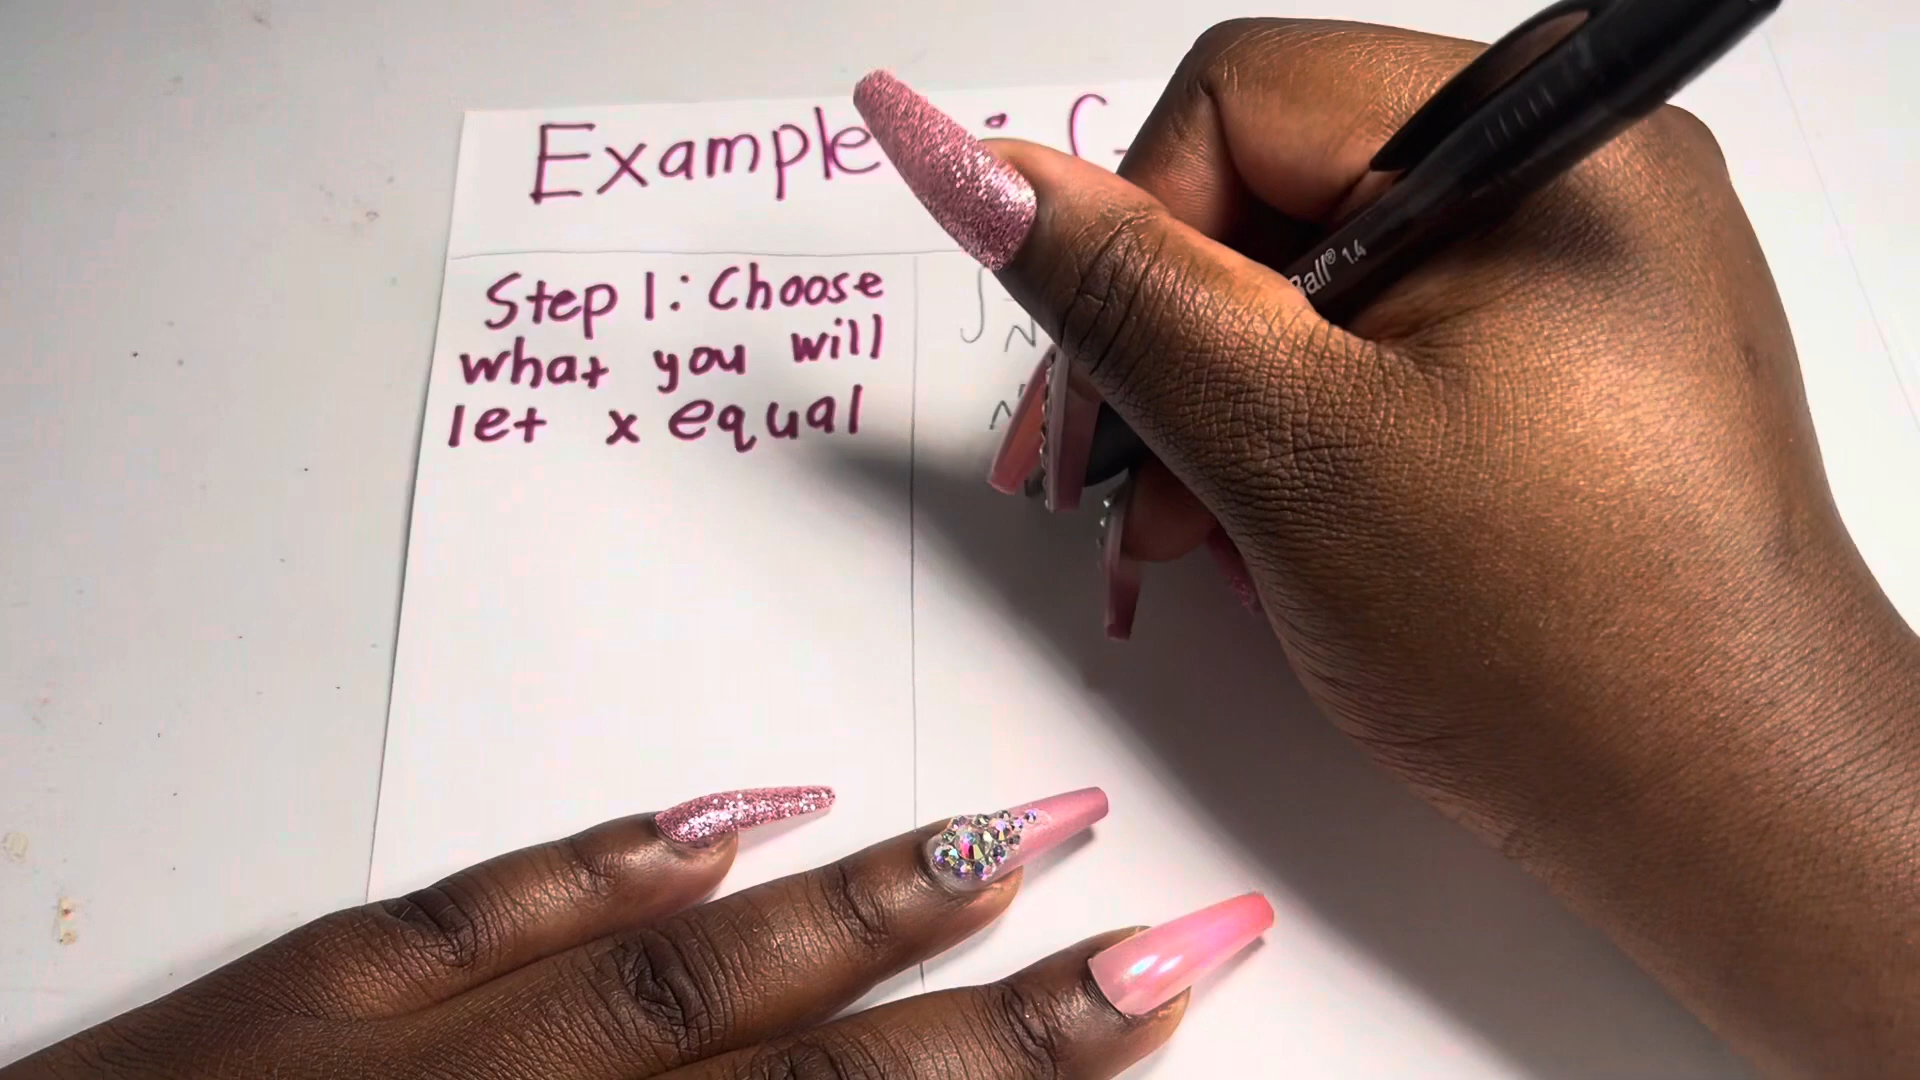 Example : ∫
Step 1: Choose
what you will
let x equal
∫
Ball® 1.4